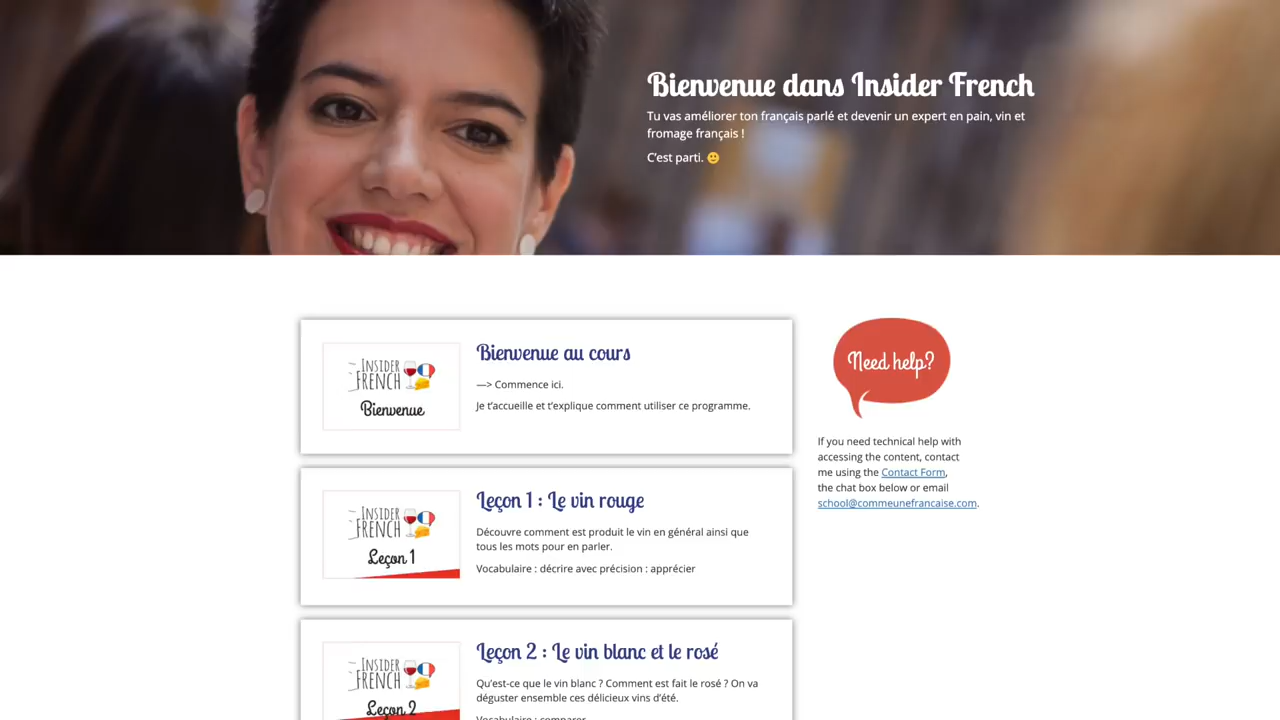 Bienvenue dans Insider French
Tu vas améliorer ton français parlé et devenir un expert en pain, vin et
fromage français !
C'est parti. 🙂
INSIDER
FRENCH
Bienvenue
Bienvenue au cours
—> Commence ici.
Je t'accueille et t'explique comment utiliser ce programme.
INSIDER
FRENCH
Leçon 1
Leçon 1 : Le vin rouge
Découvre comment est produit le vin en général ainsi que
tous les mots pour en parler.
Vocabulaire : décrire avec précision : apprécier
INSIDER
FRENCH
Leçon 2
Leçon 2 : Le vin blanc et le rosé
Qu'est-ce que le vin blanc ? Comment est fait le rosé ? On va
déguster ensemble ces délicieux vins d'été.
Vocabulaire : comparer
Need help?
If you need technical help with
accessing the content, contact
me using the Contact Form,
the chat box below or email
school@commeunefrancaise.com.